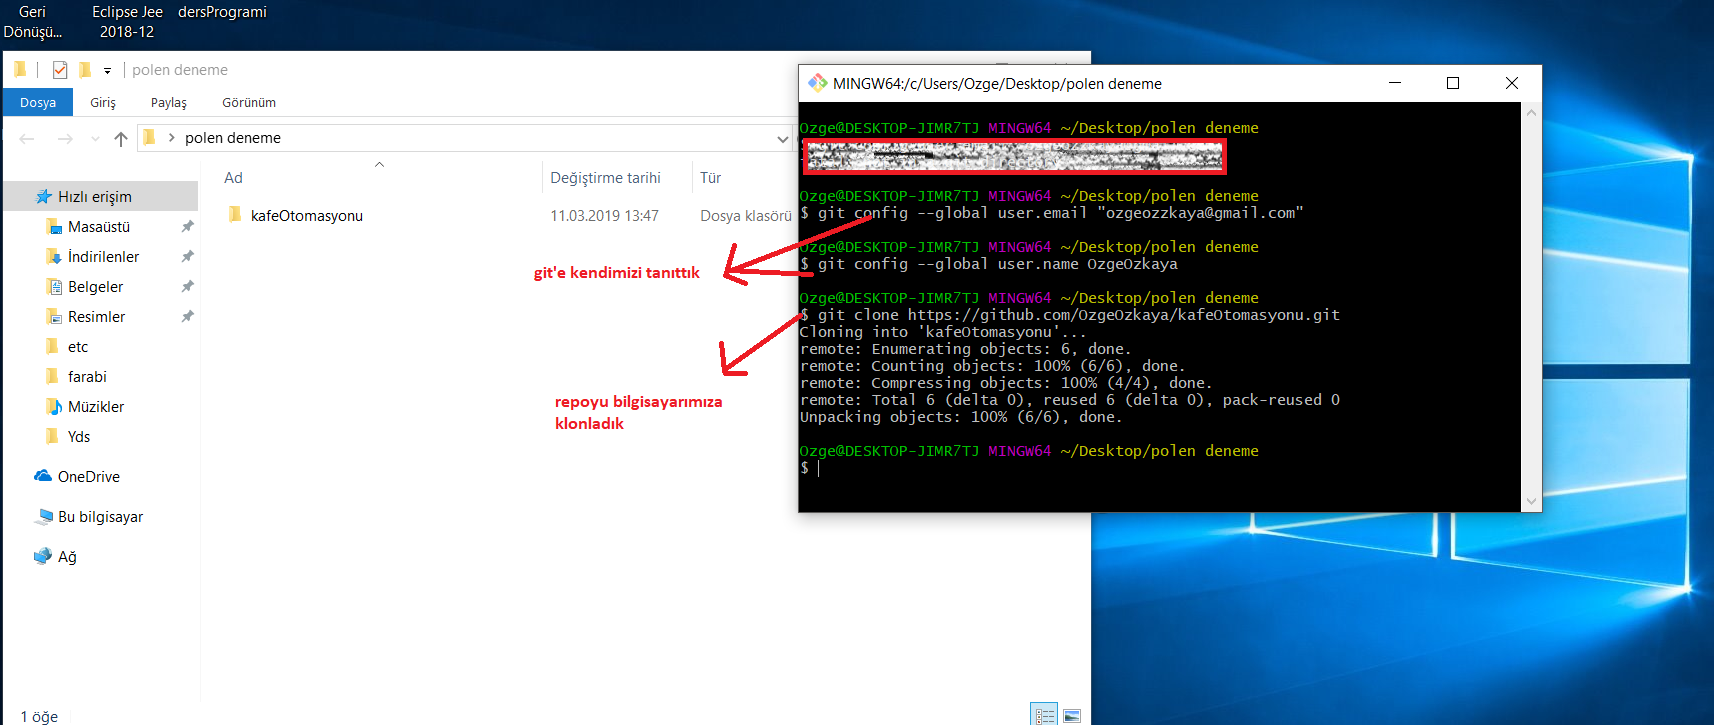 Geri
Dönüşü...
Eclipse Jee
2018-12
dersProgrami
polen deneme
Dosya
Giriş
Paylaş
Görünüm
polen deneme
Ad
Değiştirme tarihi
Tür
Hızlı erişim
kafeOtomasyonu
11.03.2019 13:47
Dosya klasörü
Masaüstü
İndirilenler
Belgeler
Resimler
etc
farabi
Müzikler
Yds
OneDrive
Bu bilgisayar
Ağ
1 öğe
git'e kendimizi tanıttık
repoyu bilgisayarımıza
klonladık
MINGW64:/c/Users/Ozge/Desktop/polen deneme
Ozge@DESKTOP-JIMR7TJ MINGW64 ~/Desktop/polen deneme
Ozge@DESKTOP-JIMR7TJ MINGW64 ~/Desktop/polen deneme
$ git config --global user.email "ozgeozzkaya@gmail.com"
Ozge@DESKTOP-JIMR7TJ MINGW64 ~/Desktop/polen deneme
$ git config --global user.name OzgeOzkaya
Ozge@DESKTOP-JIMR7TJ MINGW64 ~/Desktop/polen deneme
$ git clone https://github.com/OzgeOzkaya/kafeOtomasyonu.git
Cloning into 'kafeOtomasyonu'...
remote: Enumerating objects: 6, done.
remote: Counting objects: 100% (6/6), done.
remote: Compressing objects: 100% (4/4), done.
remote: Total 6 (delta 0), reused 6 (delta 0), pack-reused 0
Unpacking objects: 100% (6/6), done.
Ozge@DESKTOP-JIMR7TJ MINGW64 ~/Desktop/polen deneme
$